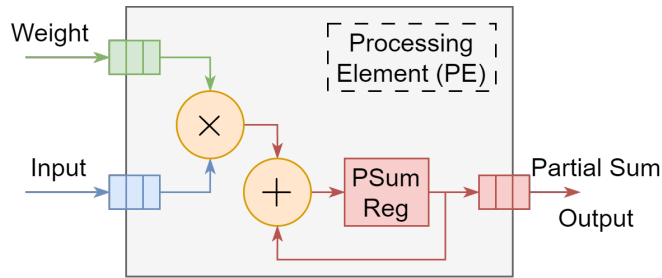 Weight
Processing
Element (PE)
×
Input
+
PSum
Reg
Partial Sum
Output